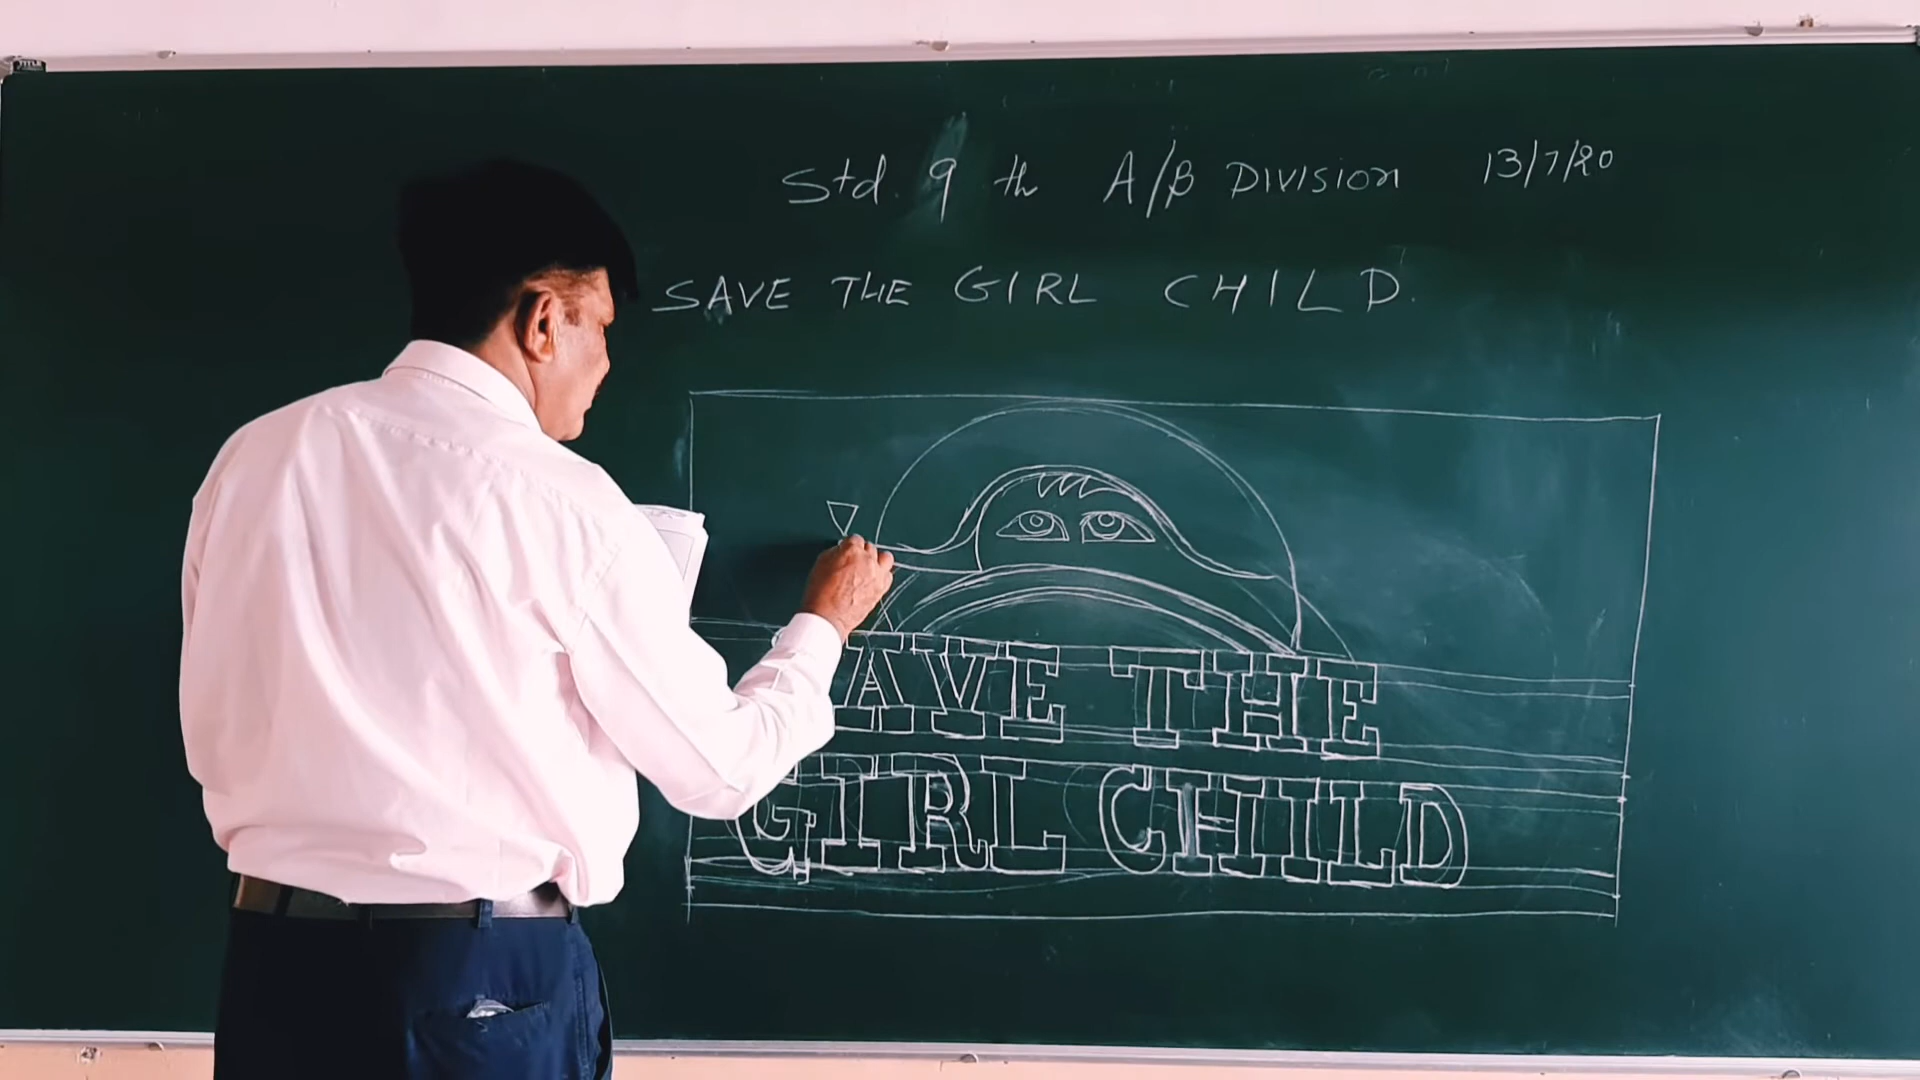 Std. 9 th A/B DIVISION 13/7/20
SAVE THE GIRL CHILD.
AVE THE
GIRL CHILD